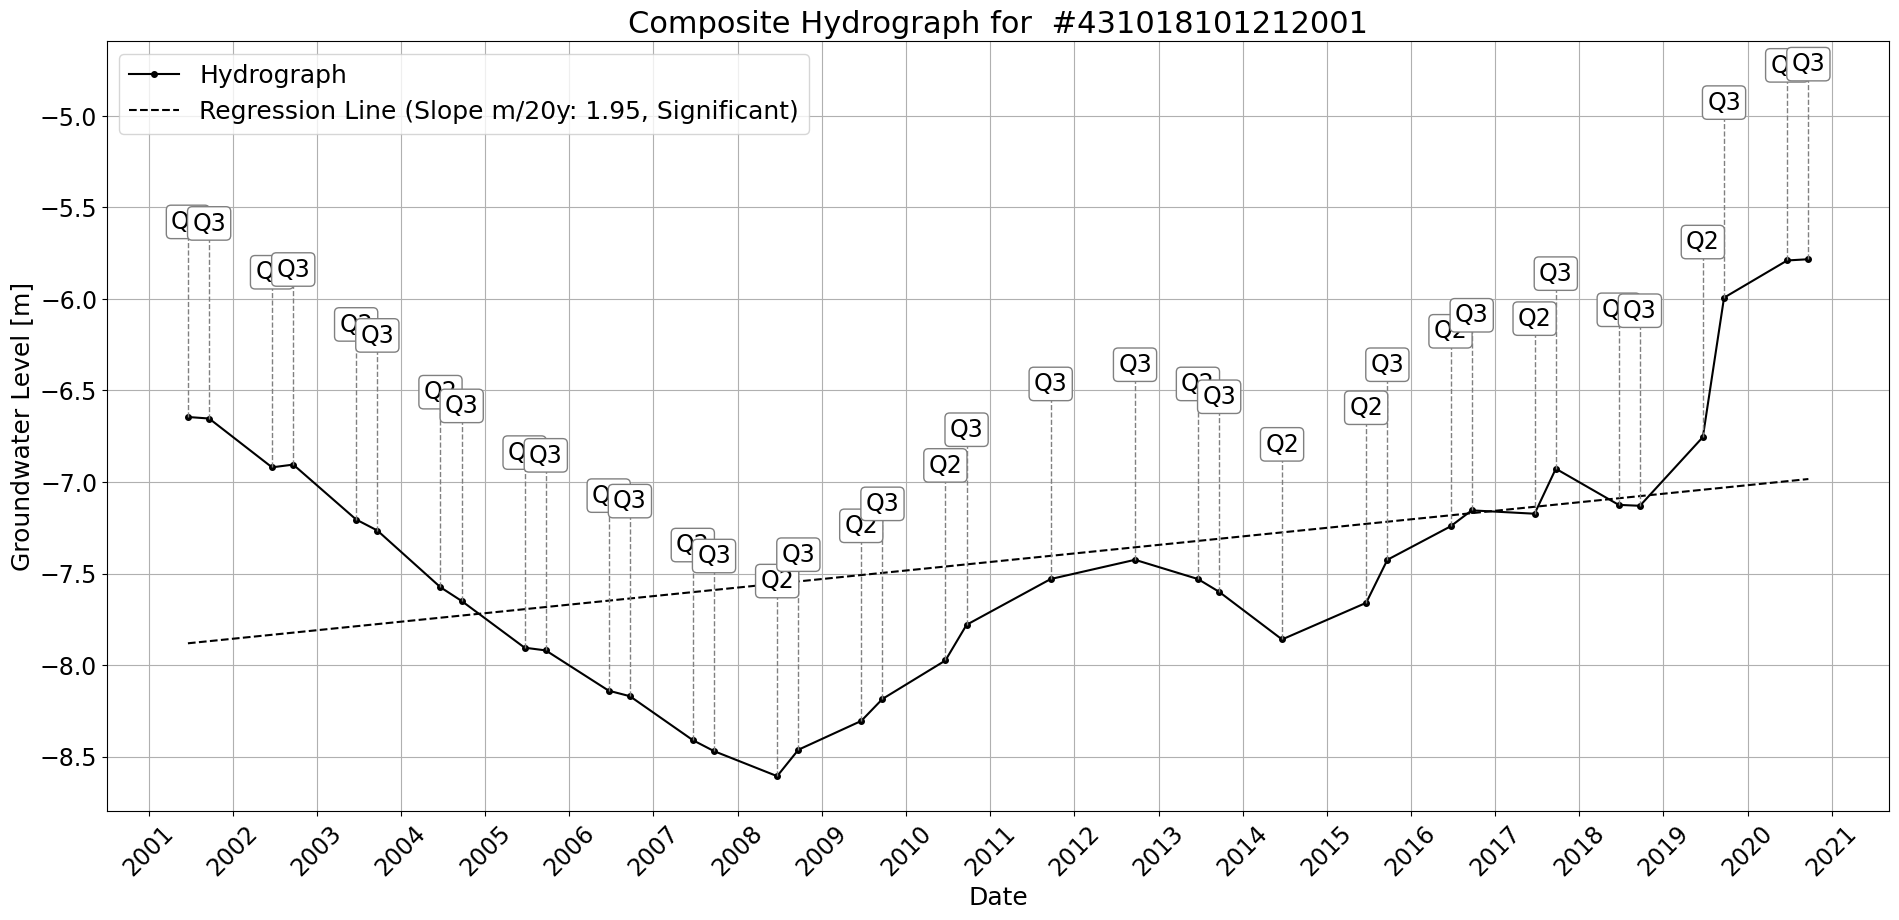 Composite Hydrograph for  #431018101212001
Hydrograph
Regression Line (Slope m/20y: 1.95, Significant)
Groundwater Level [m]
−5.0
−5.5
−6.0
−6.5
−7.0
−7.5
−8.0
−8.5
Q
Q3
Q
Q3
Q2
Q3
Q2
Q3
Q
Q3
Q
Q3
Q2
Q3
Q2
Q3
Q2
Q3
Q2
Q3
Q3
Q3
Q2
Q3
Q2
Q2
Q3
Q2
Q3
Q2
Q3
Q
Q3
Q2
Q3
Q
Q3
2001
2002
2003
2004
2005
2006
2007
2008
2009
2010
2011
2012
2013
2014
2015
2016
2017
2018
2019
2020
2021
Date